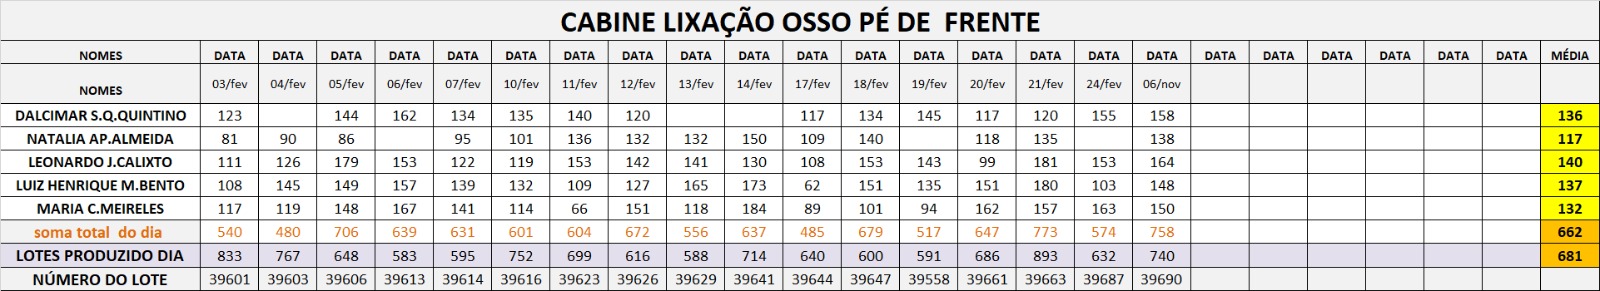 CABINE LIXAÇÃO OSSO PÉ DE  FRENTE
NOMES DATA DATA DATA DATA DATA DATA DATA DATA DATA DATA DATA DATA DATA DATA DATA DATA DATA DATA DATA DATA DATA DATA DATA MÉDIA
NOMES 03/fev 04/fev 05/fev 06/fev 07/fev 10/fev 11/fev 12/fev 13/fev 14/fev 17/fev 18/fev 19/fev 20/fev 21/fev 24/fev 06/nov
DALCIMAR S.Q.QUINTINO 123 144 162 134 135 140 120 117 134 145 117 120 155 158 136
NATALIA AP.ALMEIDA 81 90 86 95 101 136 132 132 150 109 140 118 135 138 117
LEONARDO J.CALIXTO 111 126 179 153 122 119 153 142 141 130 108 153 143 99 181 153 164 140
LUIZ HENRIQUE M.BENTO 108 145 149 157 139 132 109 127 165 173 62 151 135 151 180 103 148 137
MARIA C.MEIRELES 117 119 148 167 141 114 66 151 118 184 89 101 94 162 157 163 150 132
soma total  do dia 540 480 706 639 631 601 604 672 556 637 485 679 517 647 773 574 758 662
LOTES PRODUZIDO DIA 833 767 648 583 595 752 699 616 588 714 640 600 591 686 893 632 740 681
NÚMERO DO LOTE 39601 39603 39606 39613 39614 39616 39623 39626 39629 39641 39644 39647 39558 39661 39663 39687 39690